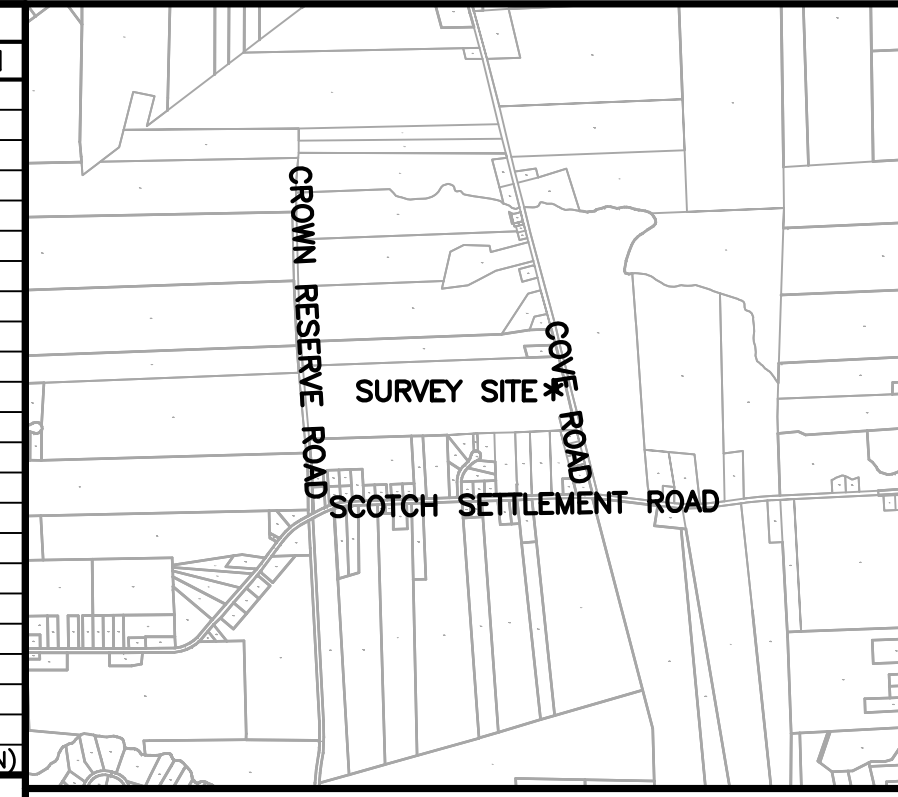 CROWN RESERVE ROAD
COVE ROAD
SURVEY SITE *
SCOTCH SETTLEMENT ROAD
N)